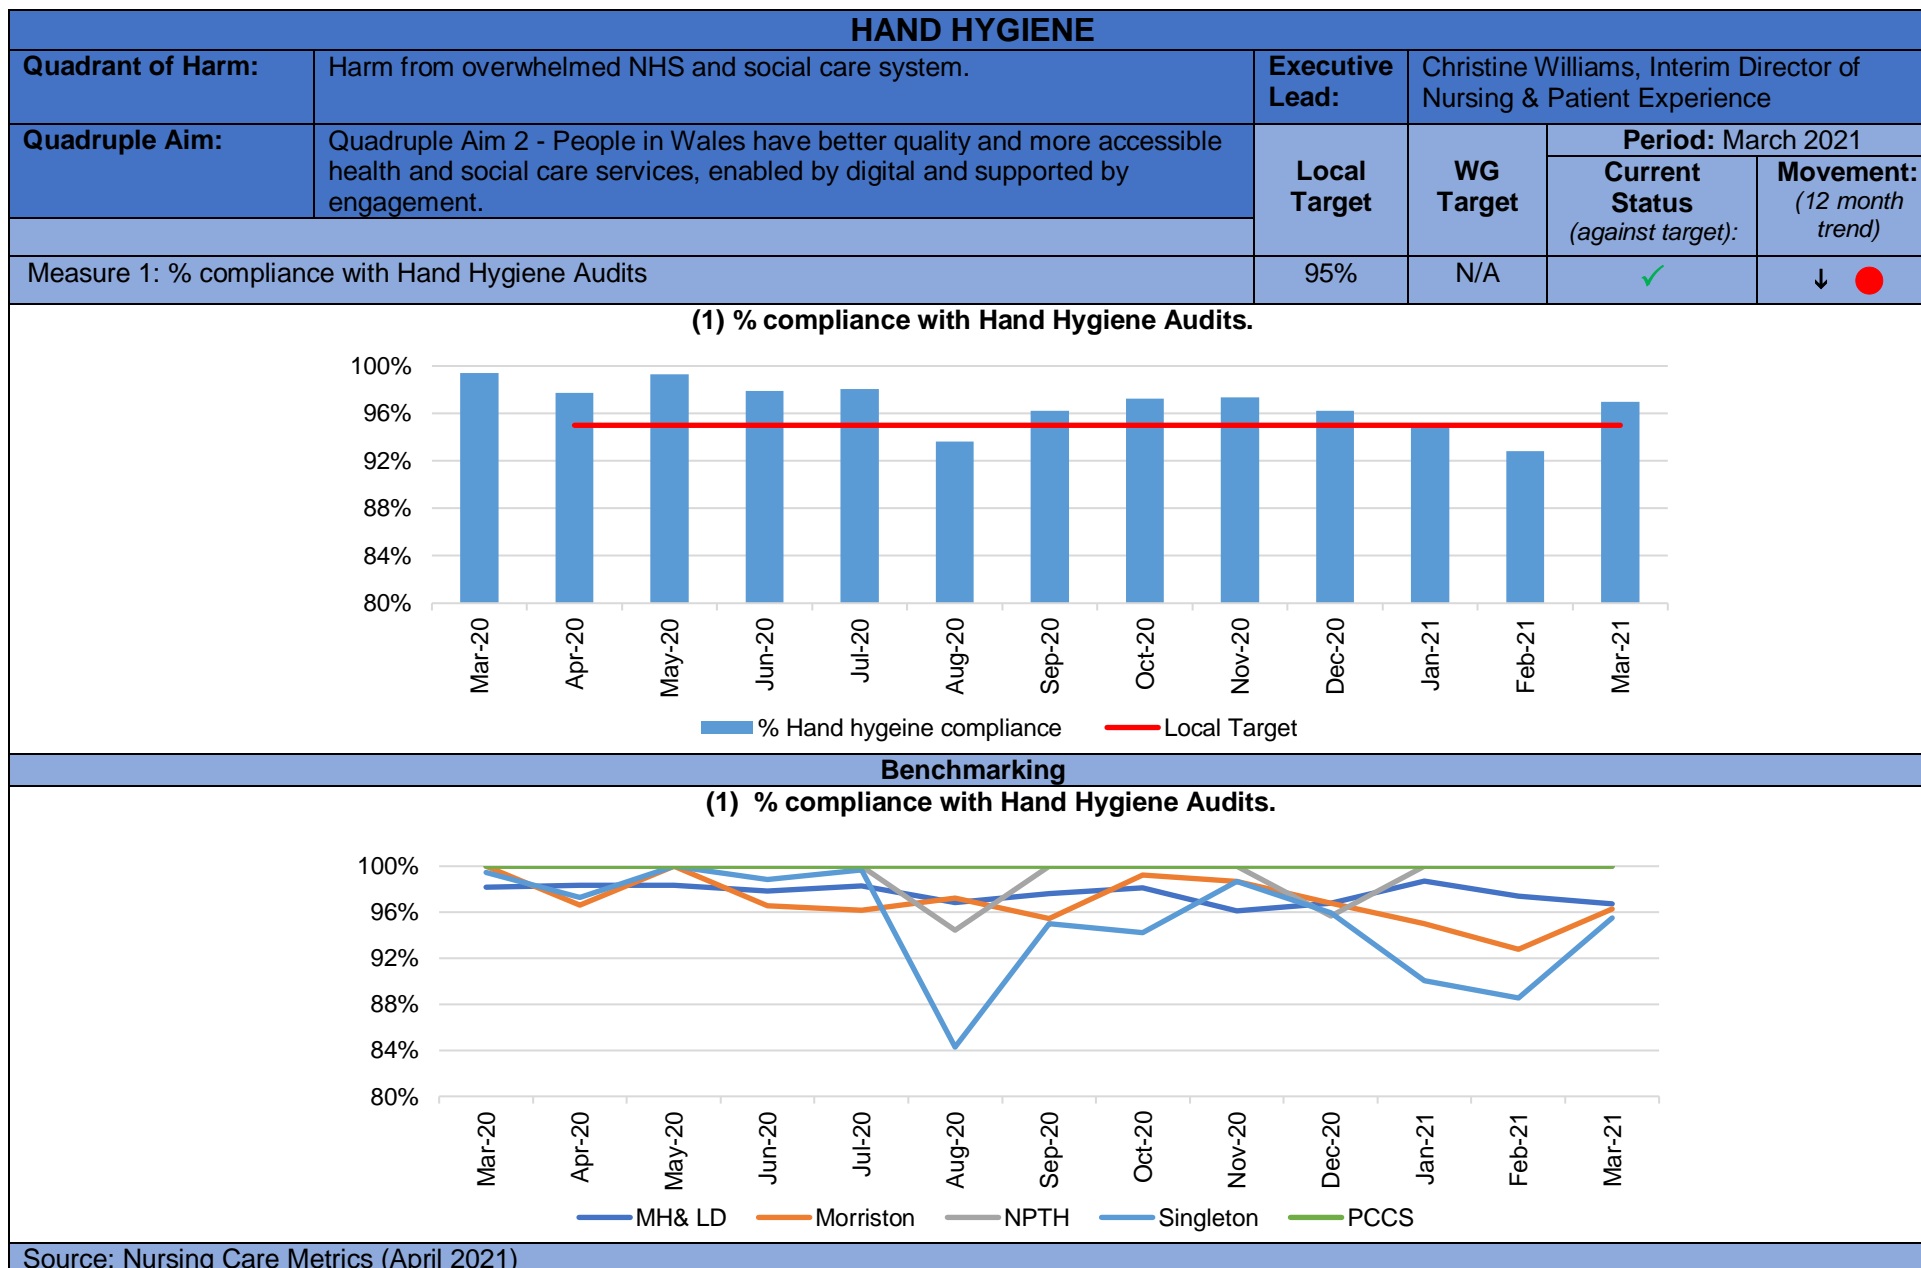 HAND HYGIENE
Quadrant of Harm:
Harm from overwhelmed NHS and social care system.
Executive
Lead:
Christine Williams, Interim Director of
Nursing & Patient Experience
Quadruple Aim:
Quadruple Aim 2 - People in Wales have better quality and more accessible
health and social care services, enabled by digital and supported by
engagement.
Local
Target
WG
Target
Period: March 2021
Current
Status
(against target):
Movement:
(12 month
trend)
Measure 1: % compliance with Hand Hygiene Audits
95%
N/A
✓
↓
(1) % compliance with Hand Hygiene Audits.
100%
96%
92%
88%
84%
80%
Mar-20
Apr-20
May-20
Jun-20
Jul-20
Aug-20
Sep-20
Oct-20
Nov-20
Dec-20
Jan-21
Feb-21
Mar-21
% Hand hygeine compliance
Local Target
Benchmarking
(1) % compliance with Hand Hygiene Audits.
100%
96%
92%
88%
84%
80%
Mar-20
Apr-20
May-20
Jun-20
Jul-20
Aug-20
Sep-20
Oct-20
Nov-20
Dec-20
Jan-21
Feb-21
Mar-21
MH& LD
Morriston
NPTH
Singleton
PCCS
Source: Nursing Care Metrics (April 2021)